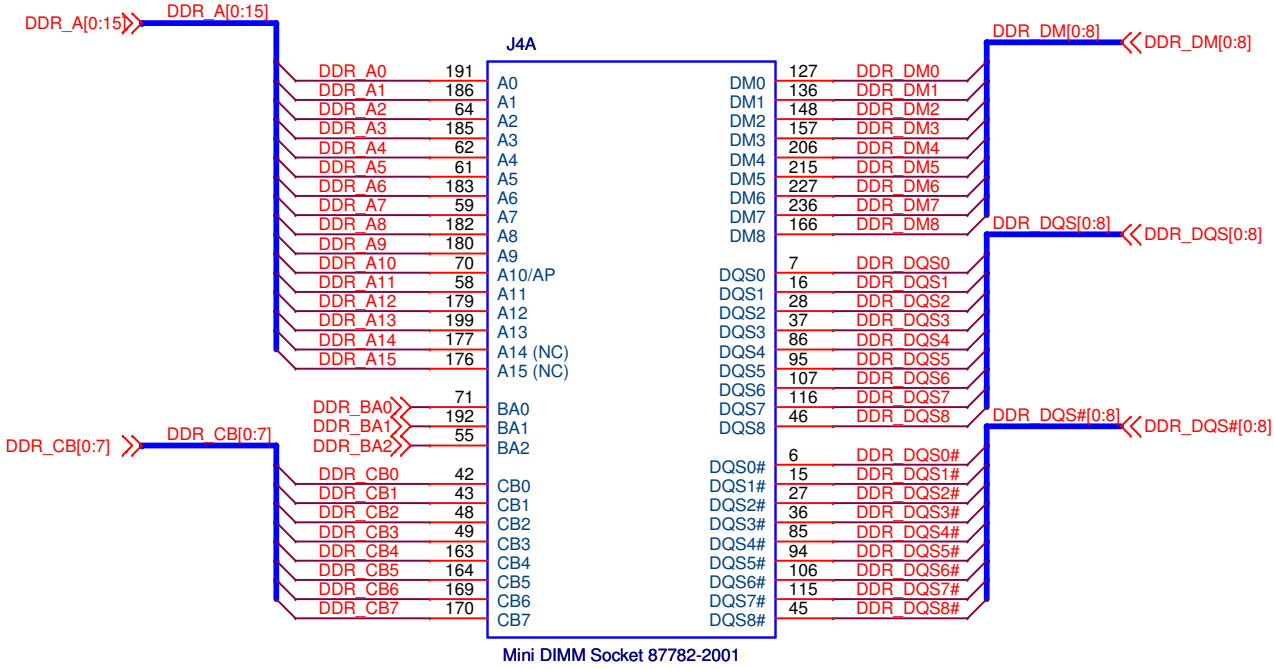 DDR_A[0:15] DDR_A[0:15] DDR_DM[0:8] DDR_DM[0:8]
J4A
DDR_A0 191 A0 DM0 127 DDR_DM0
DDR_A1 186 A1 DM1 136 DDR_DM1
DDR_A2 64 A2 DM2 148 DDR_DM2
DDR_A3 185 A3 DM3 157 DDR_DM3
DDR_A4 62 A4 DM4 206 DDR_DM4
DDR_A5 61 A5 DM5 215 DDR_DM5
DDR_A6 183 A6 DM6 227 DDR_DM6
DDR_A7 59 A7 DM7 236 DDR_DM7
DDR_A8 182 A8 DM8 166 DDR_DM8
DDR_DQS[0:8] DDR_DQS[0:8]
DDR_A9 180 A9
DDR_A10 70 A10/AP DQS0 7 DDR_DQS0
DDR_A11 58 A11 DQS1 16 DDR_DQS1
DDR_A12 179 A12 DQS2 28 DDR_DQS2
DDR_A13 199 A13 DQS3 37 DDR_DQS3
DDR_A14 177 A14 (NC) DQS4 86 DDR_DQS4
DDR_A15 176 A15 (NC) DQS5 95 DDR_DQS5
DQS6 107 DDR_DQS6
DDR_BA0 71 BA0 DQS7 116 DDR_DQS7
DDR_BA1 192 BA1 DQS8 46 DDR_DQS8
DDR_DQS#[0:8] DDR_DQS#[0:8]
DDR_BA2 55 BA2
DDR_CB[0:7] DDR_CB[0:7]
DQS0# 6 DDR_DQS0#
DDR_CB0 42 CB0 DQS1# 15 DDR_DQS1#
DDR_CB1 43 CB1 DQS2# 27 DDR_DQS2#
DDR_CB2 48 CB2 DQS3# 36 DDR_DQS3#
DDR_CB3 49 CB3 DQS4# 85 DDR_DQS4#
DDR_CB4 163 CB4 DQS5# 94 DDR_DQS5#
DDR_CB5 164 CB5 DQS6# 106 DDR_DQS6#
DDR_CB6 169 CB6 DQS7# 115 DDR_DQS7#
DDR_CB7 170 CB7 DQS8# 45 DDR_DQS8#
Mini DIMM Socket 87782-2001